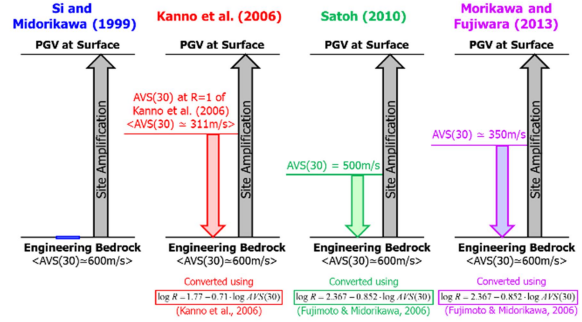 Si and
Midorikawa (1999)
PGV at Surface
Site Amplification
Engineering Bedrock
<AVS(30)≃600m/s>
Kanno et al. (2006)
PGV at Surface
AVS(30) at R=1 of
Kanno et al. (2006)
<AVS(30) ≃ 311m/s>
Site Amplification
Engineering Bedrock
<AVS(30)≃600m/s>
Converted using
log R = 1.77 − 0.71 · log AVS(30)
(Kanno et al., 2006)
Satoh (2010)
PGV at Surface
AVS(30) = 500m/s
Site Amplification
Engineering Bedrock
<AVS(30)≃600m/s>
Converted using
log R = 2.367 − 0.852 · log AVS(30)
(Fujimoto & Midorikawa, 2006)
Morikawa and
Fujiwara (2013)
PGV at Surface
AVS(30) ≃ 350m/s
Site Amplification
Engineering Bedrock
<AVS(30)≃600m/s>
Converted using
log R = 2.367 − 0.852 · log AVS(30)
(Fujimoto & Midorikawa, 2006)